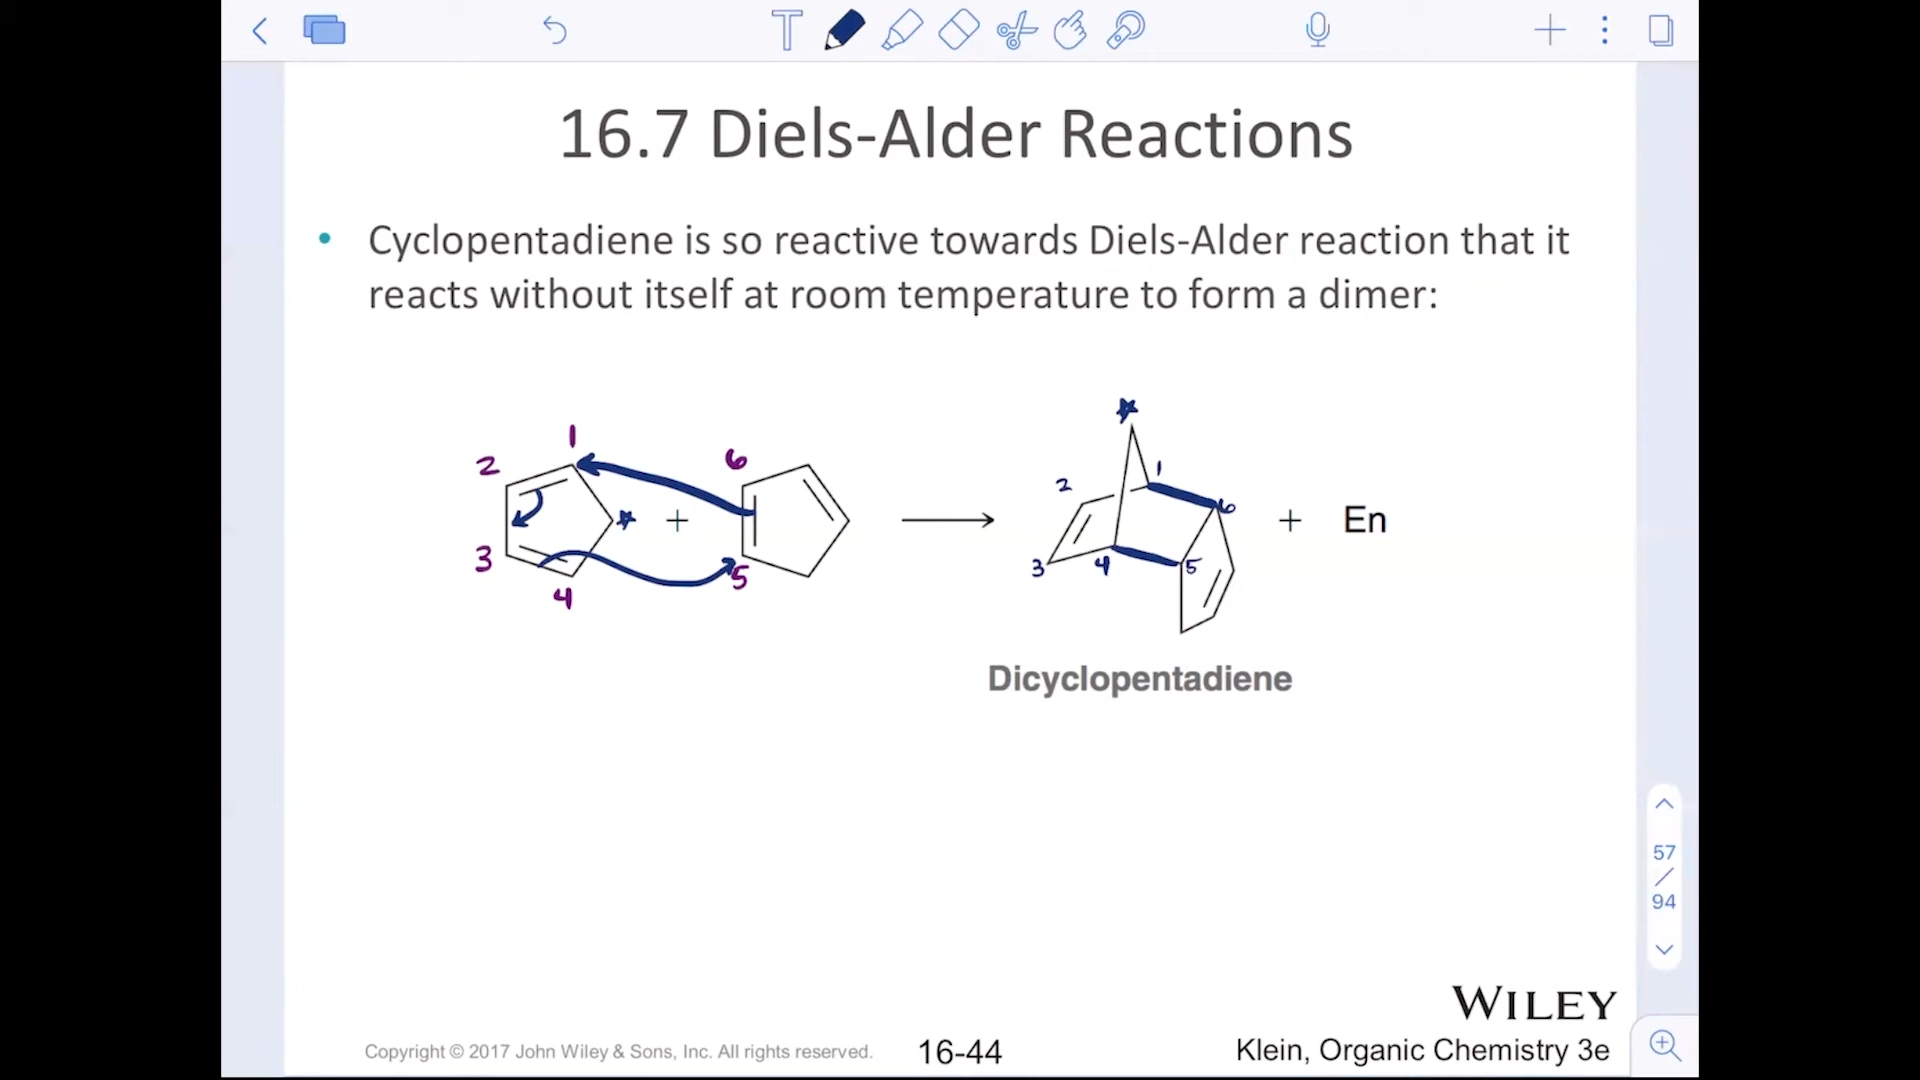 T
16.7 Diels-Alder Reactions
• Cyclopentadiene is so reactive towards Diels-Alder reaction that it
reacts without itself at room temperature to form a dimer:
1
2
3
4
+
6
5
1
2
3
4
5
6
+ En
Dicyclopentadiene
57
/
94
WILEY
Copyright © 2017 John Wiley & Sons, Inc. All rights reserved.
16-44
Klein, Organic Chemistry 3e